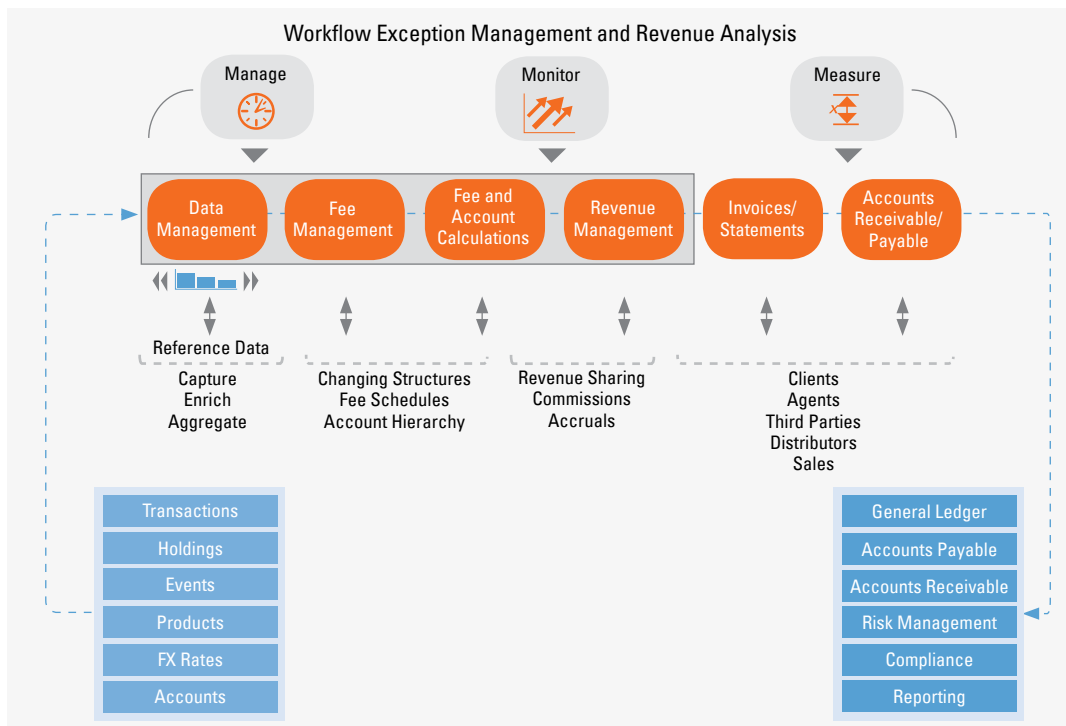 Workflow Exception Management and Revenue Analysis
Manage
Monitor
Measure
x
Data
Management
Fee
Management
Fee and
Account
Calculations
Revenue
Management
Invoices/
Statements
Accounts
Receivable/
Payable
Reference Data
Capture
Enrich
Aggregate
Changing Structures
Fee Schedules
Account Hierarchy
Revenue Sharing
Commissions
Accruals
Clients
Agents
Third Parties
Distributors
Sales
Transactions
Holdings
Events
Products
FX Rates
Accounts
General Ledger
Accounts Payable
Accounts Receivable
Risk Management
Compliance
Reporting